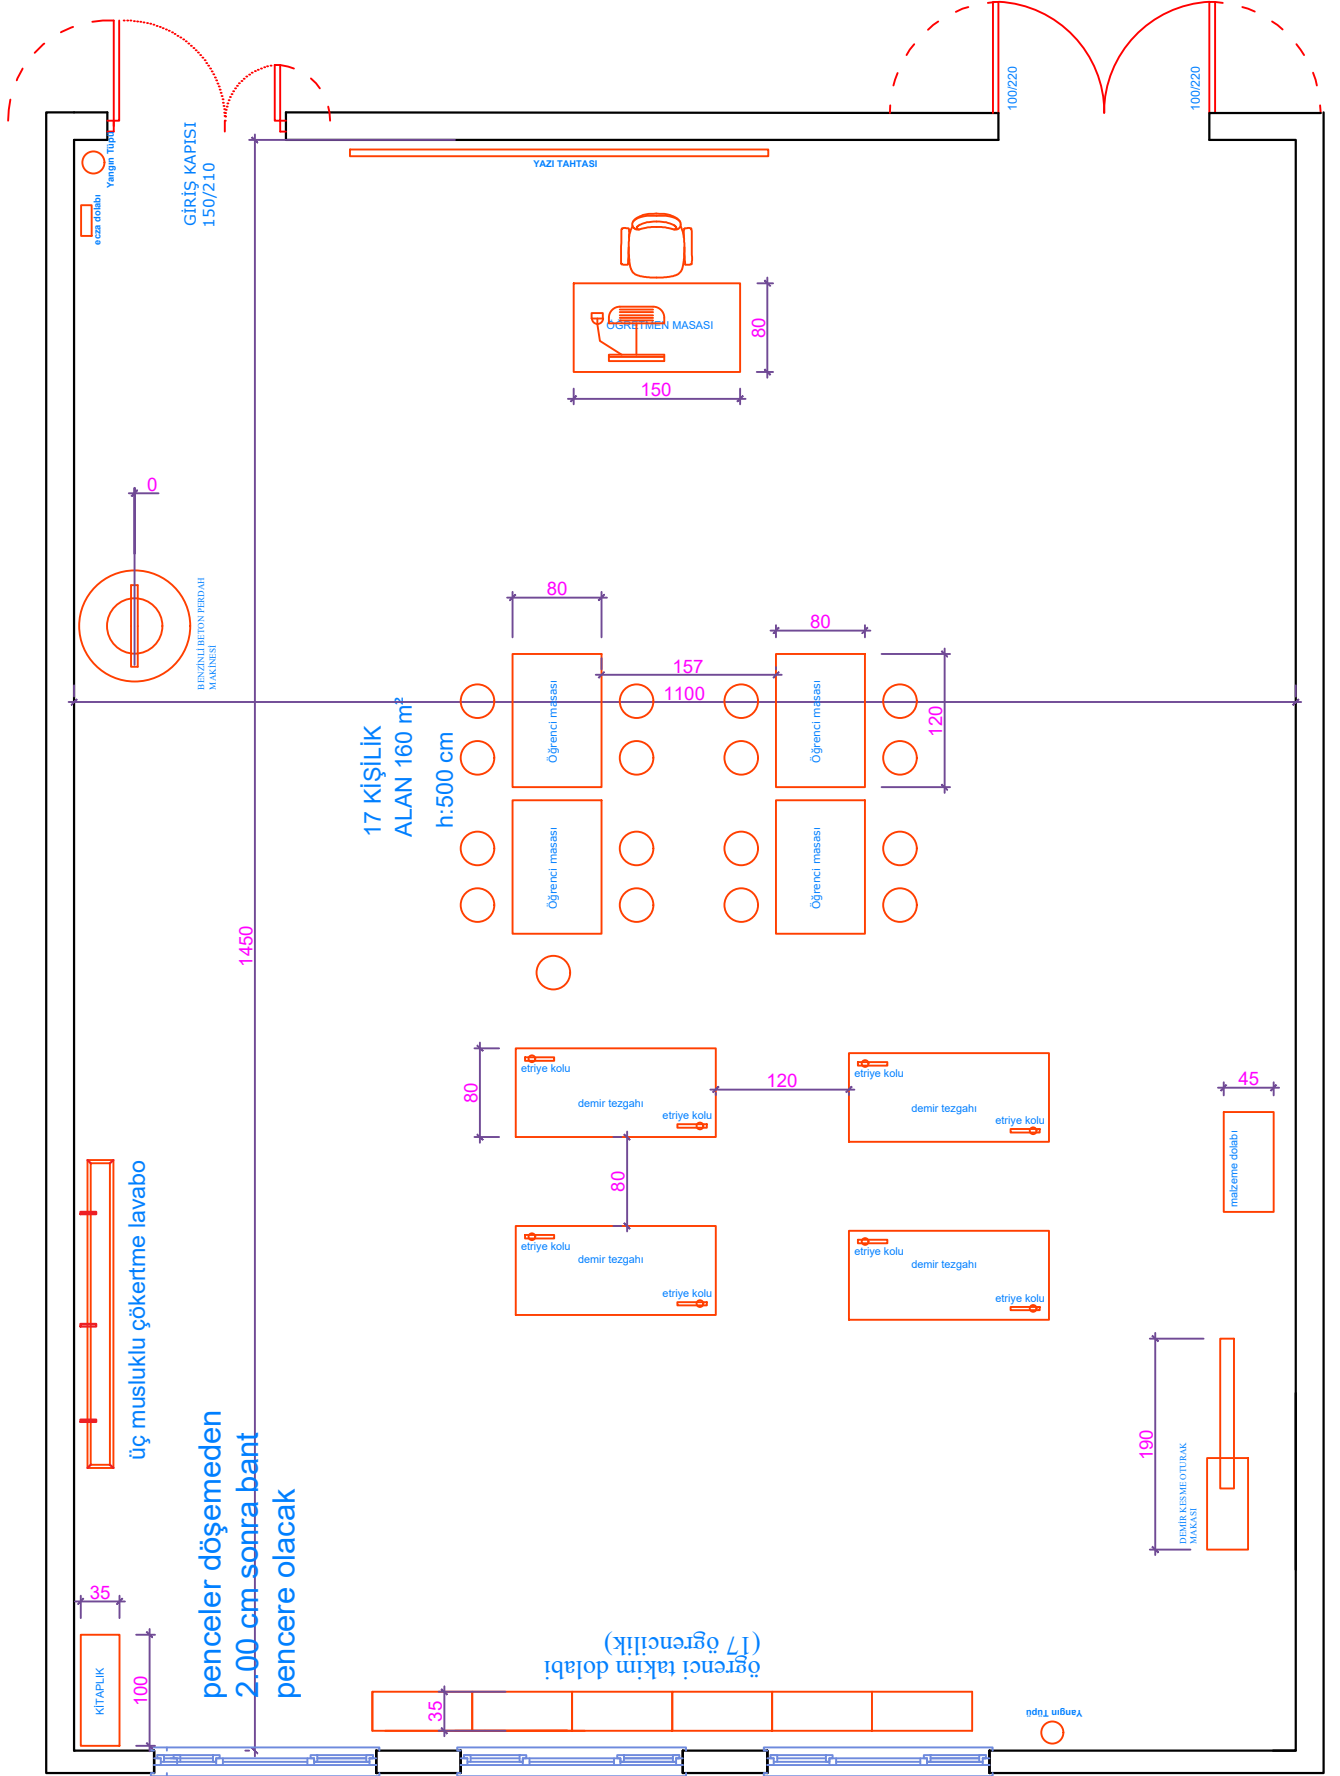 100/220
100/220
Yangın Tüpü
GİRİŞ KAPISI
150/210
ecza dolabı
YAZI TAHTASI
ÖĞRETMEN MASASI
80
150
0
BENZİNLİ BETON PERDAH
MAKİNESİ
80
80
157
1100
120
Öğrenci masası
Öğrenci masası
17 KİŞİLİK
ALAN 160 m²
h:500 cm
Öğrenci masası
Öğrenci masası
1450
etriye kolu
demir tezgahı
etriye kolu
80
120
etriye kolu
demir tezgahı
etriye kolu
45
malzeme dolabı
80
etriye kolu
demir tezgahı
etriye kolu
etriye kolu
demir tezgahı
etriye kolu
üç musluklu çökertme lavabo
190
DEMİR KESME OTURAK
MAKASI
penceler döşemeden
2.00 cm sonra bant
pencere olacak
35
KİTAPLIK
100
öğrenci takim dolabi
(17 öğrencilik)
35
Yangın Tüpü